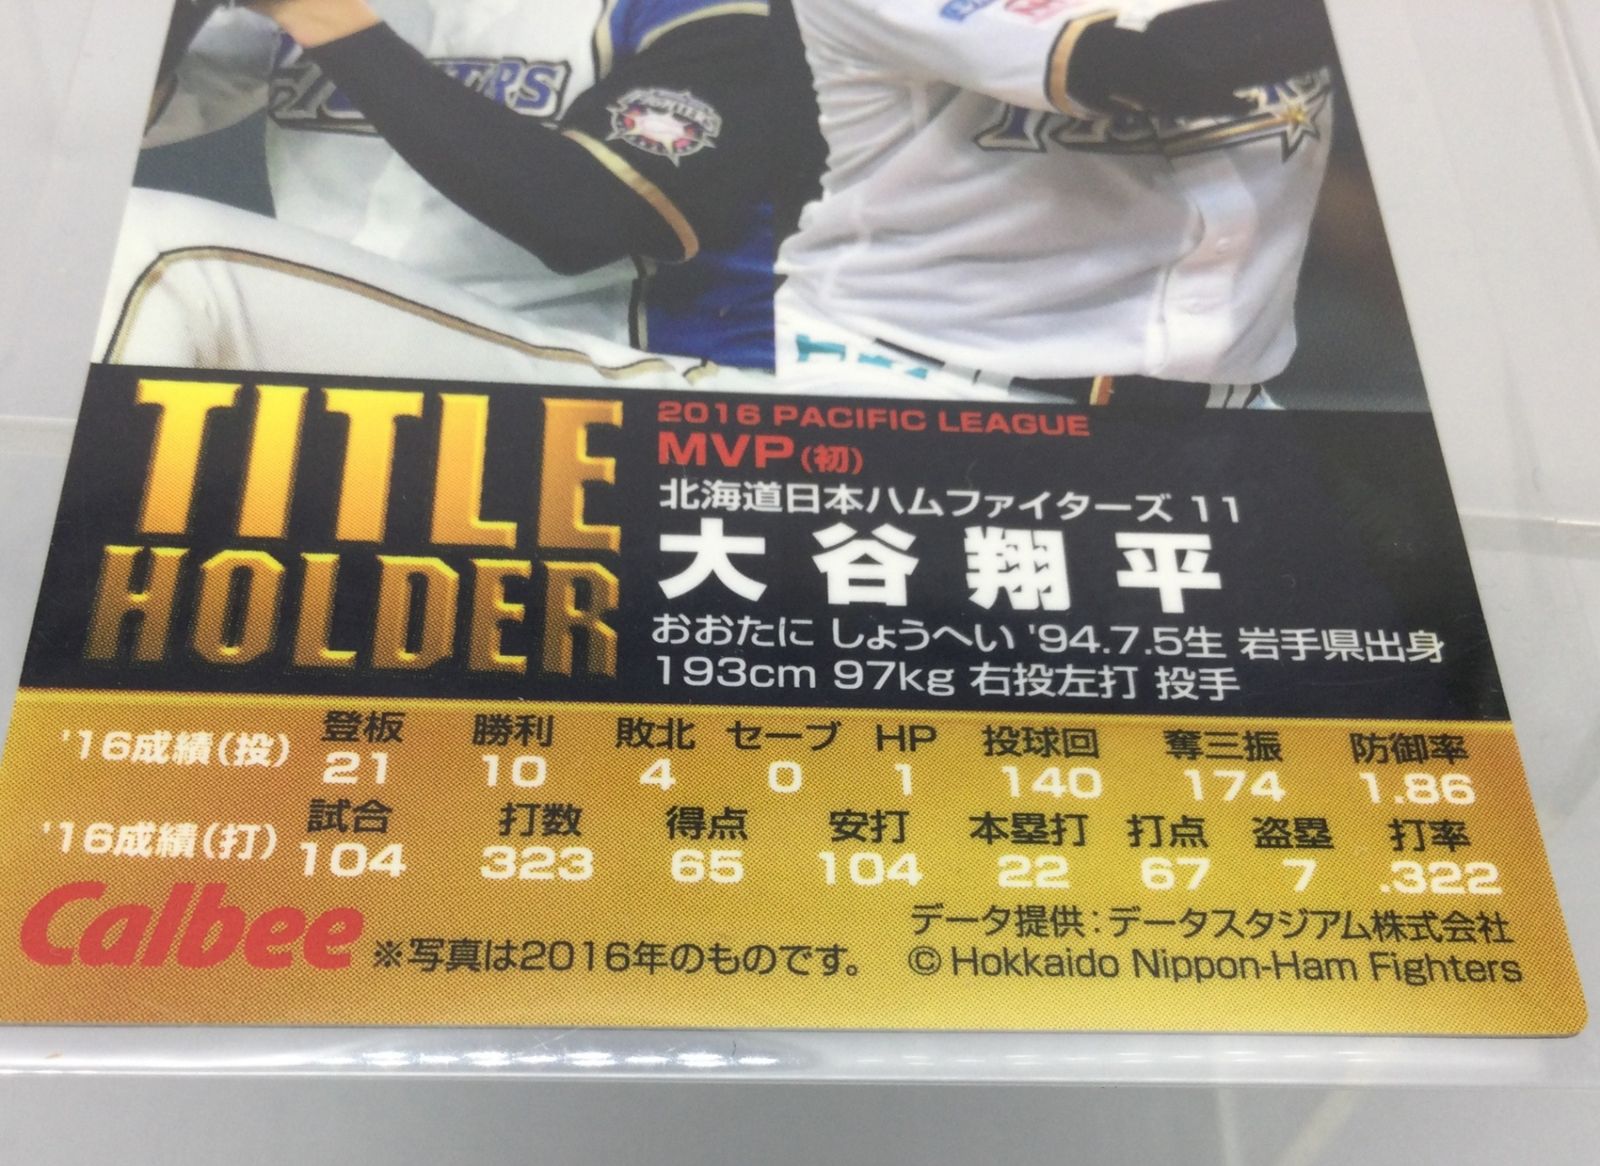 FIGHTERS
FIGHTERS
TITLE
HOLDER
2016 PACIFIC LEAGUE
MVP(初)
北海道日本ハムファイターズ 11
大谷翔平
おおたに しょうへい '94.7.5生 岩手県出身
193cm 97kg 右投左打 投手
'16成績(投) 登板 勝利 敗北 セーブ HP 投球回 奪三振 防御率
21 10 4 0 1 140 174 1.86
'16成績(打) 試合 打数 得点 安打 本塁打 打点 盗塁 打率
104 323 65 104 22 67 7 .322
Calbee
※写真は2016年のものです。
データ提供:データスタジアム株式会社
© Hokkaido Nippon-Ham Fighters